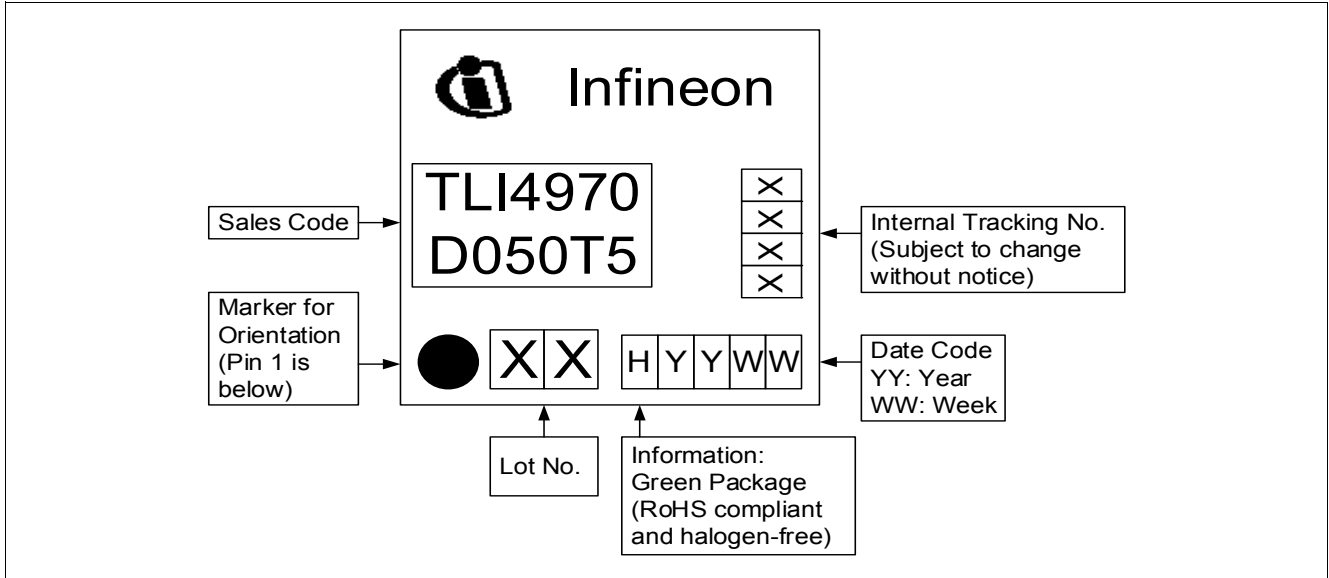 Infineon
TLI4970
D050T5
X
X
X
X
Sales Code
Internal Tracking No.
(Subject to change
without notice)
Marker for
Orientation
(Pin 1 is
below)
X X
H Y Y W W
Date Code
YY: Year
WW: Week
Lot No.
Information:
Green Package
(RoHS compliant
and halogen-free)